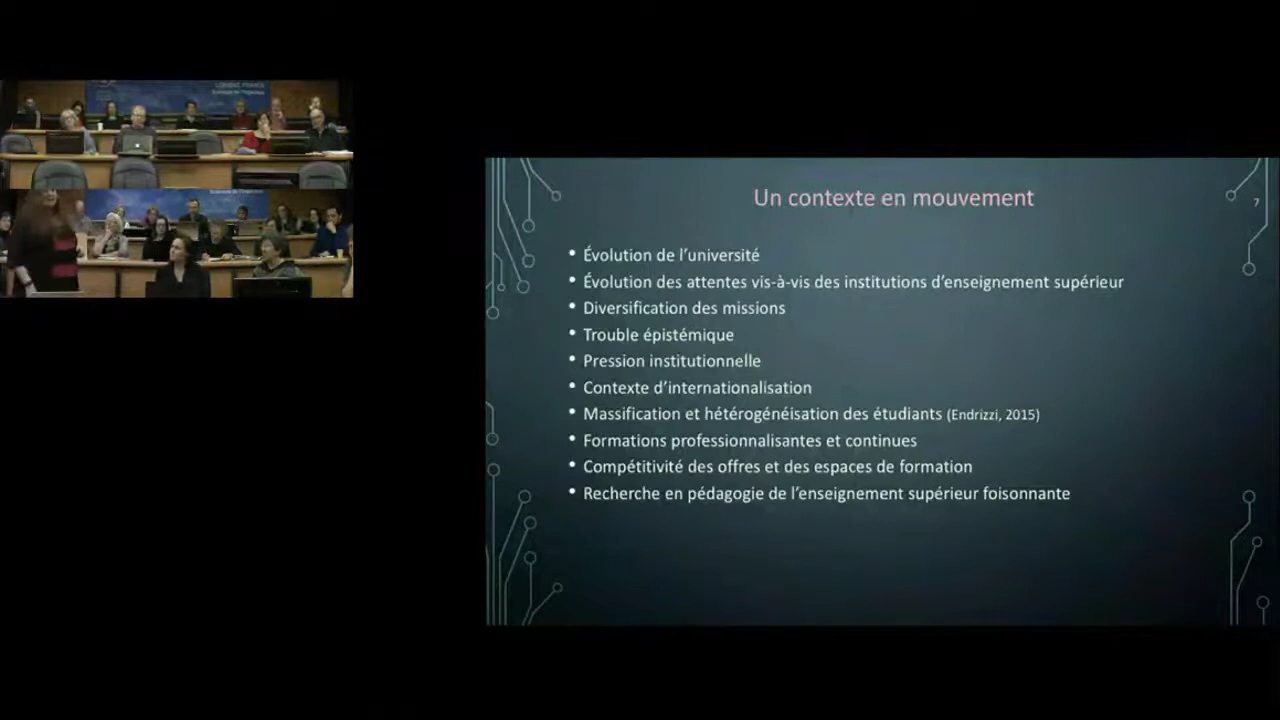 Un contexte en mouvement
7
• Évolution de l'université
• Évolution des attentes vis-à-vis des institutions d'enseignement supérieur
• Diversification des missions
• Trouble épistémique
• Pression institutionnelle
• Contexte d'internationalisation
• Massification et hétérogénéisation des étudiants (Endrizzi, 2015)
• Formations professionnalisantes et continues
• Compétitivité des offres et des espaces de formation
• Recherche en pédagogie de l'enseignement supérieur foisonnante